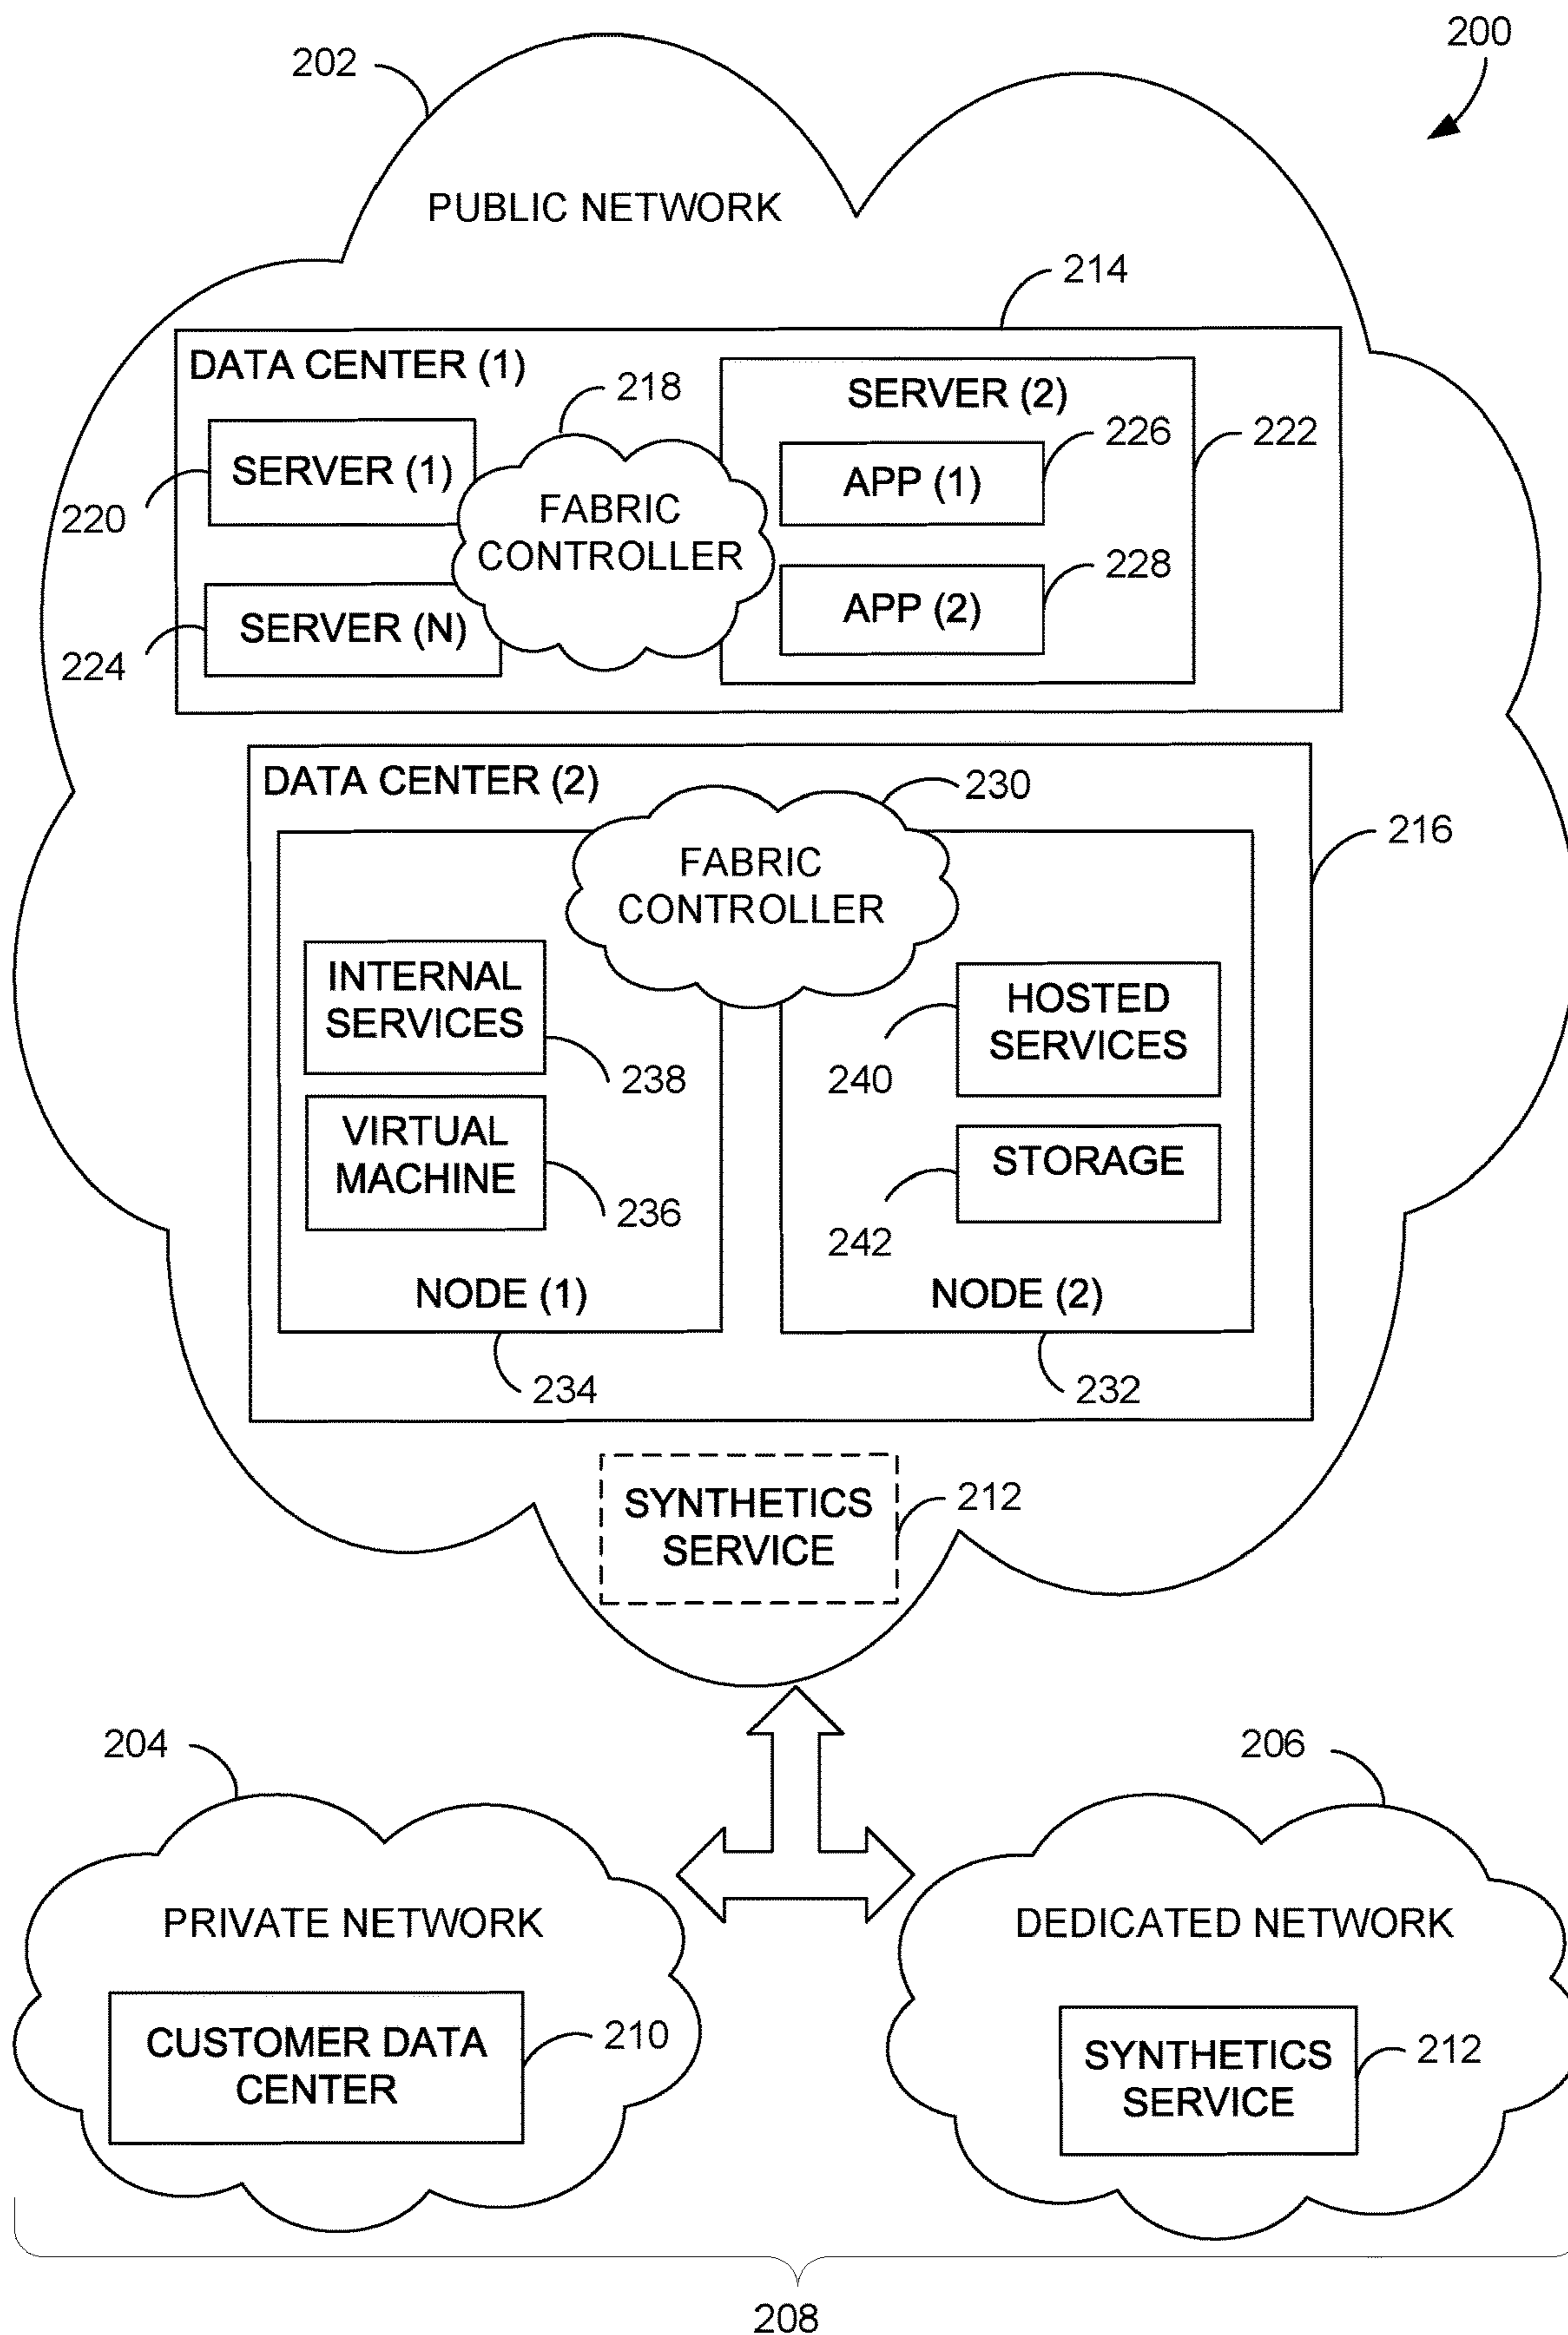 200
202
PUBLIC NETWORK
214
DATA CENTER (1)
218
SERVER (2)
226
222
SERVER (1)
APP (1)
220
FABRIC
CONTROLLER
228
SERVER (N)
APP (2)
224
DATA CENTER (2)
230
216
FABRIC
CONTROLLER
INTERNAL
SERVICES
238
HOSTED
SERVICES
240
VIRTUAL
MACHINE
236
STORAGE
242
NODE (1)
NODE (2)
234
232
SYNTHETICS
SERVICE
212
204
206
PRIVATE NETWORK
DEDICATED NETWORK
CUSTOMER DATA
CENTER
210
SYNTHETICS
SERVICE
212
208